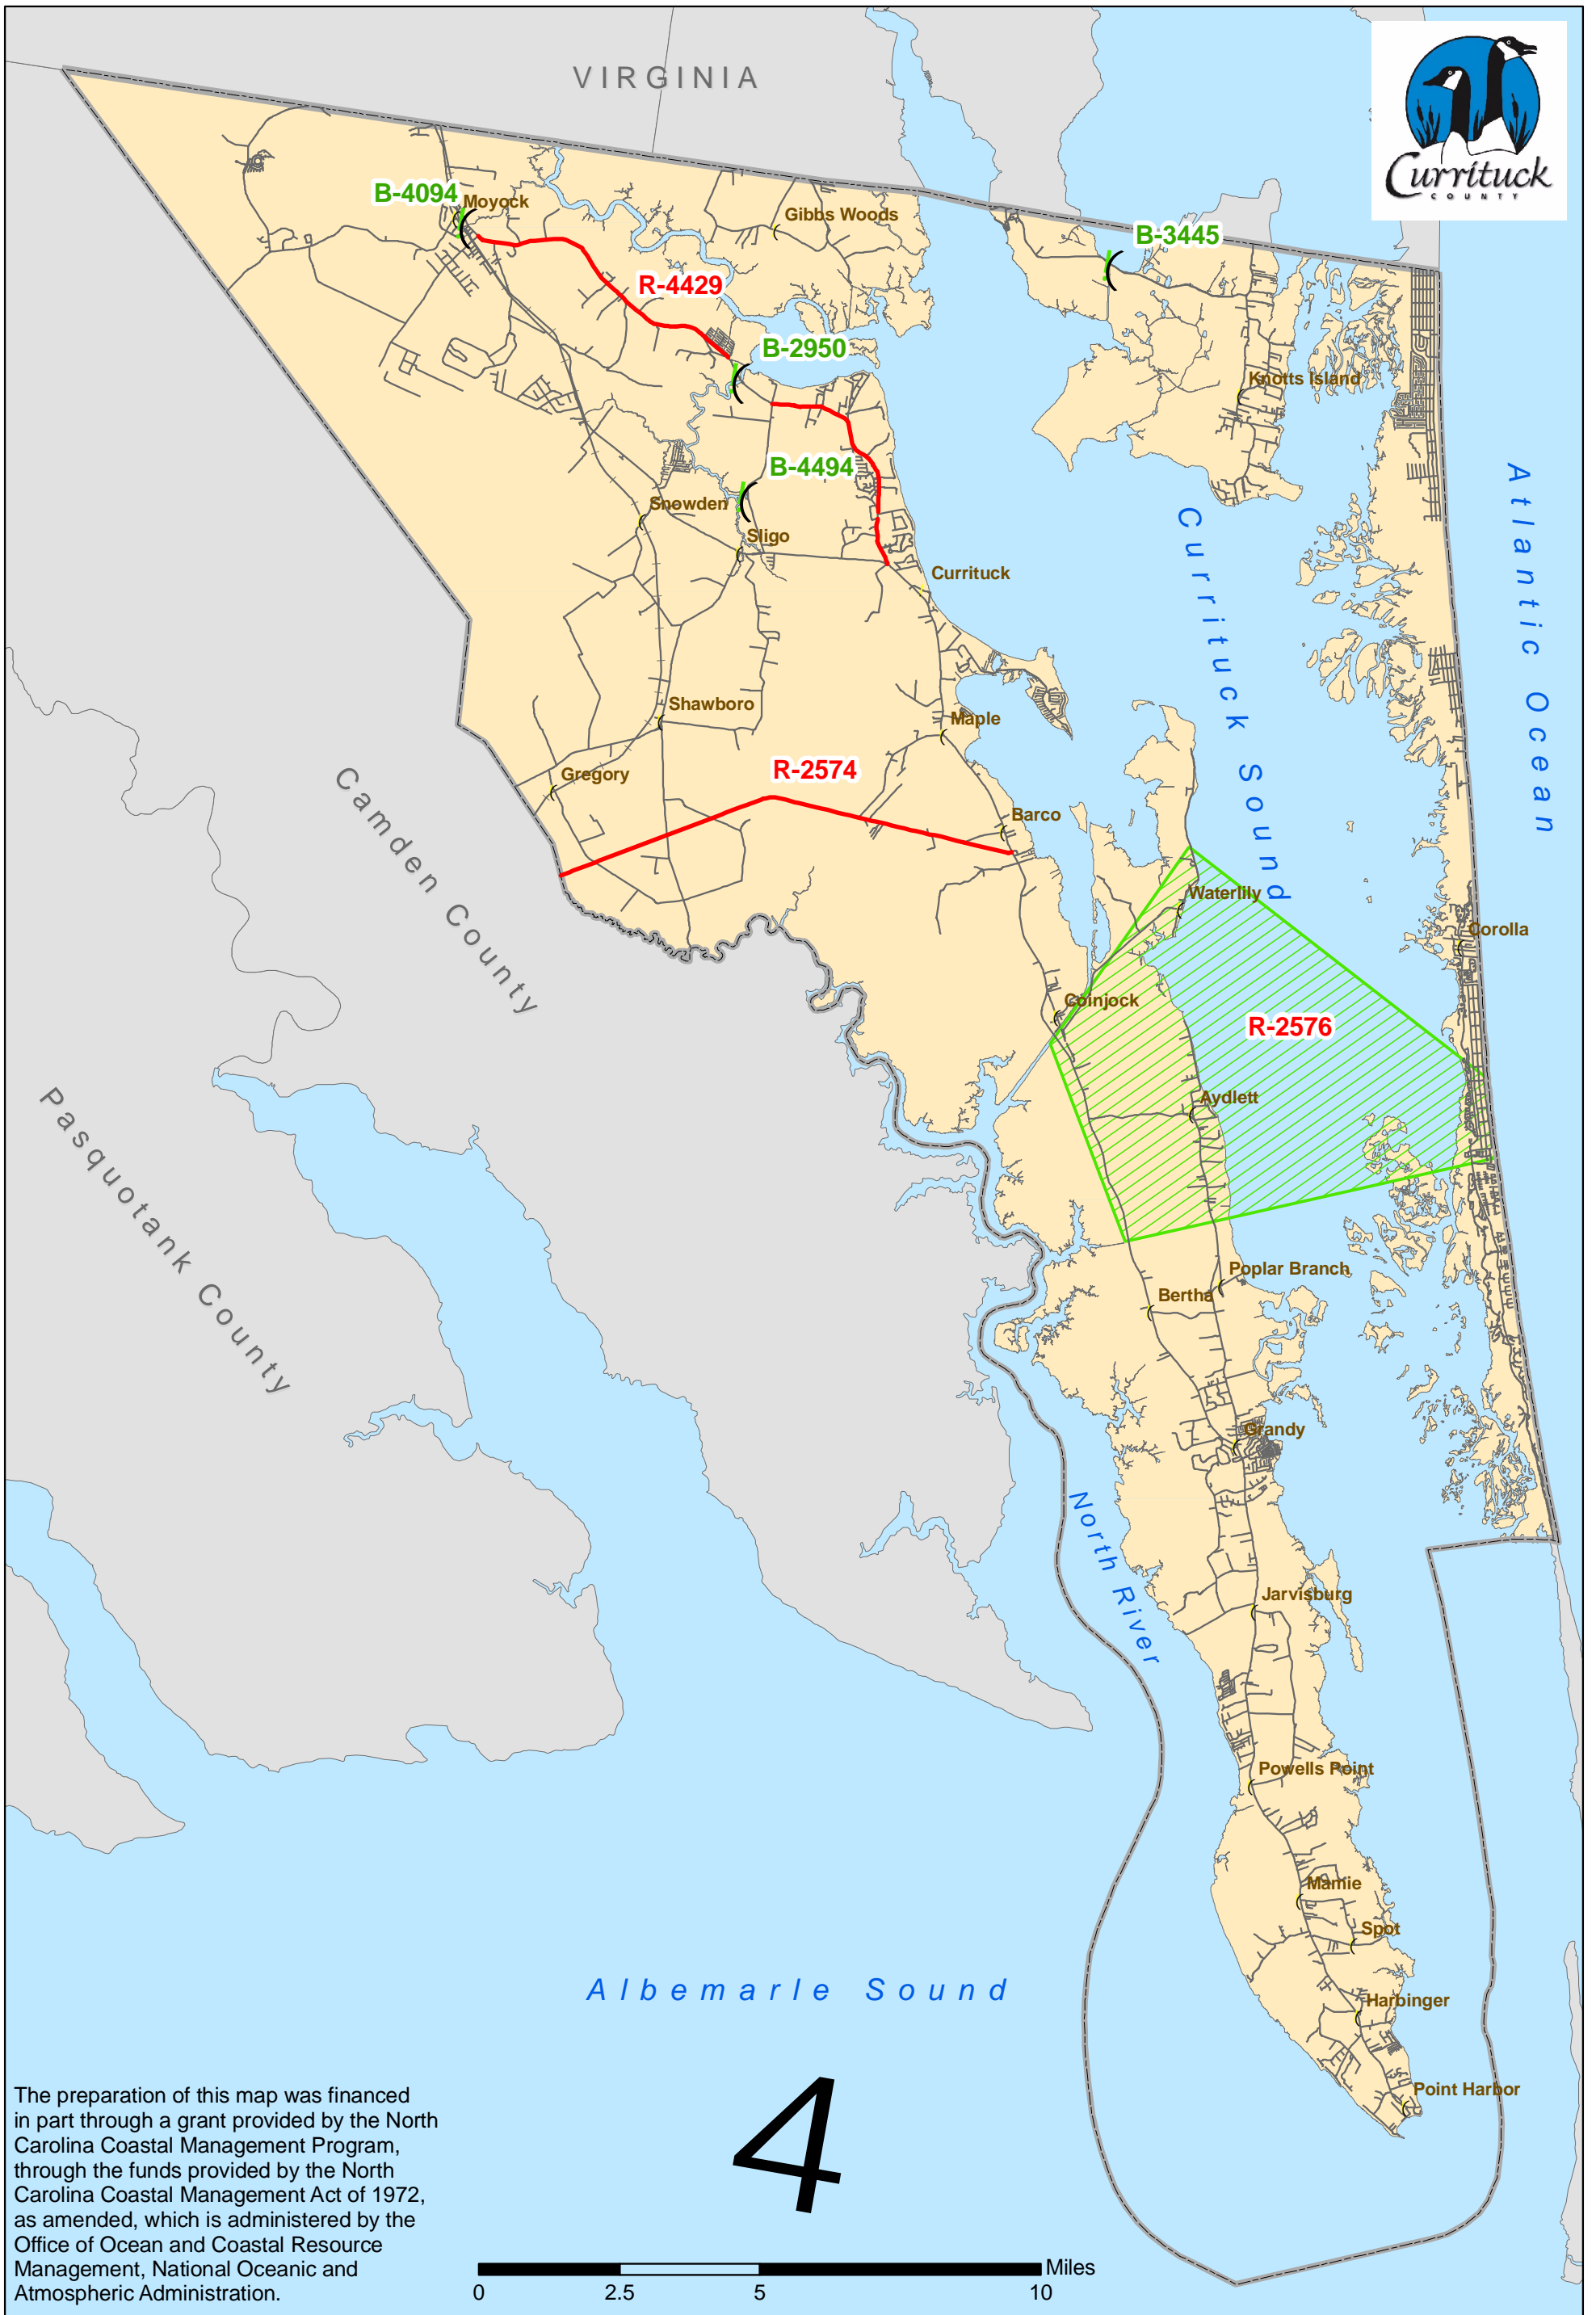 VIRGINIA
Currituck
COUNTY
B-4094
Moyock
Gibbs Woods
B-3445
R-4429
B-2950
Knotts Island
B-4494
Snowden
Sligo
Currituck
Currituck Sound
Atlantic Ocean
Shawboro
Maple
Gregory
R-2574
Barco
Camden County
Waterlily
Corolla
Coinjock
R-2576
Aydlett
Pasquotank County
Poplar Branch
Bertha
Grandy
North River
Jarvisburg
Powells Point
Mamie
Spot
Albemarle Sound
Harbinger
Point Harbor
The preparation of this map was financed
in part through a grant provided by the North
Carolina Coastal Management Program,
through the funds provided by the North
Carolina Coastal Management Act of 1972,
as amended, which is administered by the
Office of Ocean and Coastal Resource
Management, National Oceanic and
Atmospheric Administration.
4
Miles
0 2.5 5 10